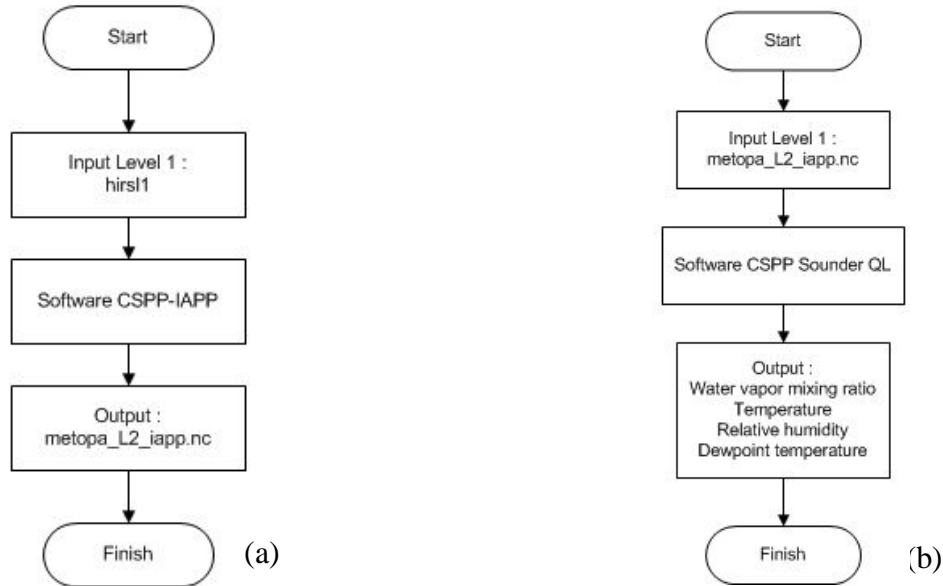 Start
Input Level 1 :
hirsl1
Software CSPP-IAPP
Output :
metopa_L2_iapp.nc
Finish
(a)
Start
Input Level 1 :
metopa_L2_iapp.nc
Software CSPP Sounder QL
Output :
Water vapor mixing ratio
Temperature
Relative humidity
Dewpoint temperature
Finish
(b)